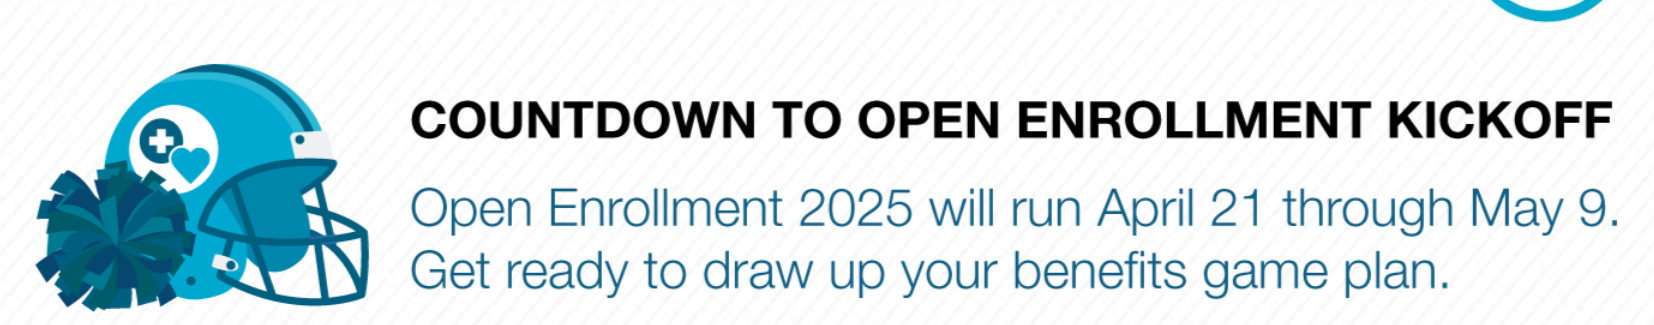 COUNTDOWN TO OPEN ENROLLMENT KICKOFF
Open Enrollment 2025 will run April 21 through May 9.
Get ready to draw up your benefits game plan.